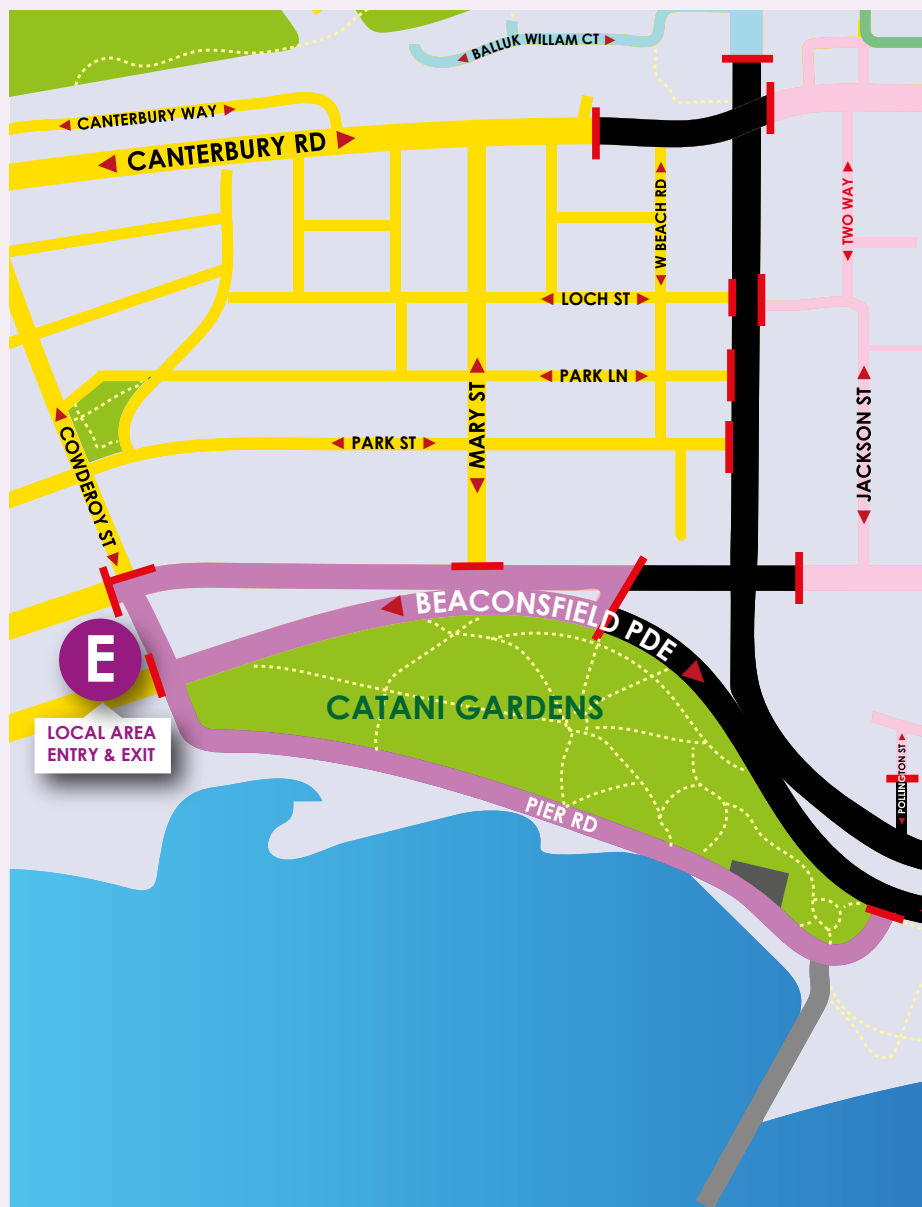 BALLUK WILLAM CT
CANTERBURY WAY
CANTERBURY RD
W BEACH RD
TWO WAY
LOCH ST
PARK LN
MARY ST
JACKSON ST
PARK ST
COWDEROY ST
BEACONSFIELD PDE
E
CATANI GARDENS
LOCAL AREA
ENTRY & EXIT
POLLINGTON ST
PIER RD